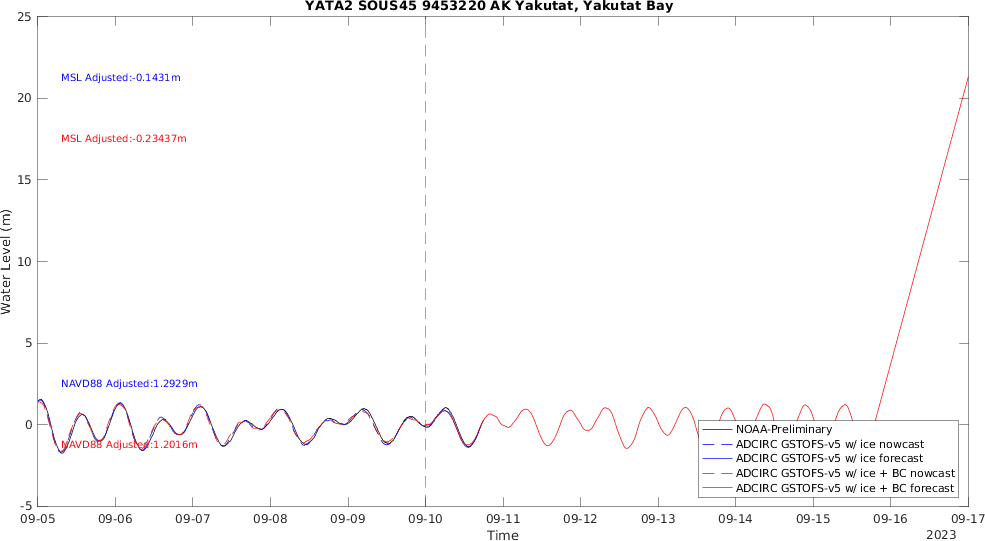 YATA2 SOUS45 9453220 AK Yakutat, Yakutat Bay
25
20
15
10
5
0
-5
Water Level (m)
MSL Adjusted:-0.1431m
MSL Adjusted:-0.23437m
NAVD88 Adjusted:1.2929m
NAVD88 Adjusted:1.2016m
NOAA-Preliminary
ADCIRC GSTOFS-v5 w/ ice nowcast
ADCIRC GSTOFS-v5 w/ ice forecast
ADCIRC GSTOFS-v5 w/ ice + BC nowcast
ADCIRC GSTOFS-v5 w/ ice + BC forecast
09-05 09-06 09-07 09-08 09-09 09-10 09-11 09-12 09-13 09-14 09-15 09-16 09-17
Time
2023